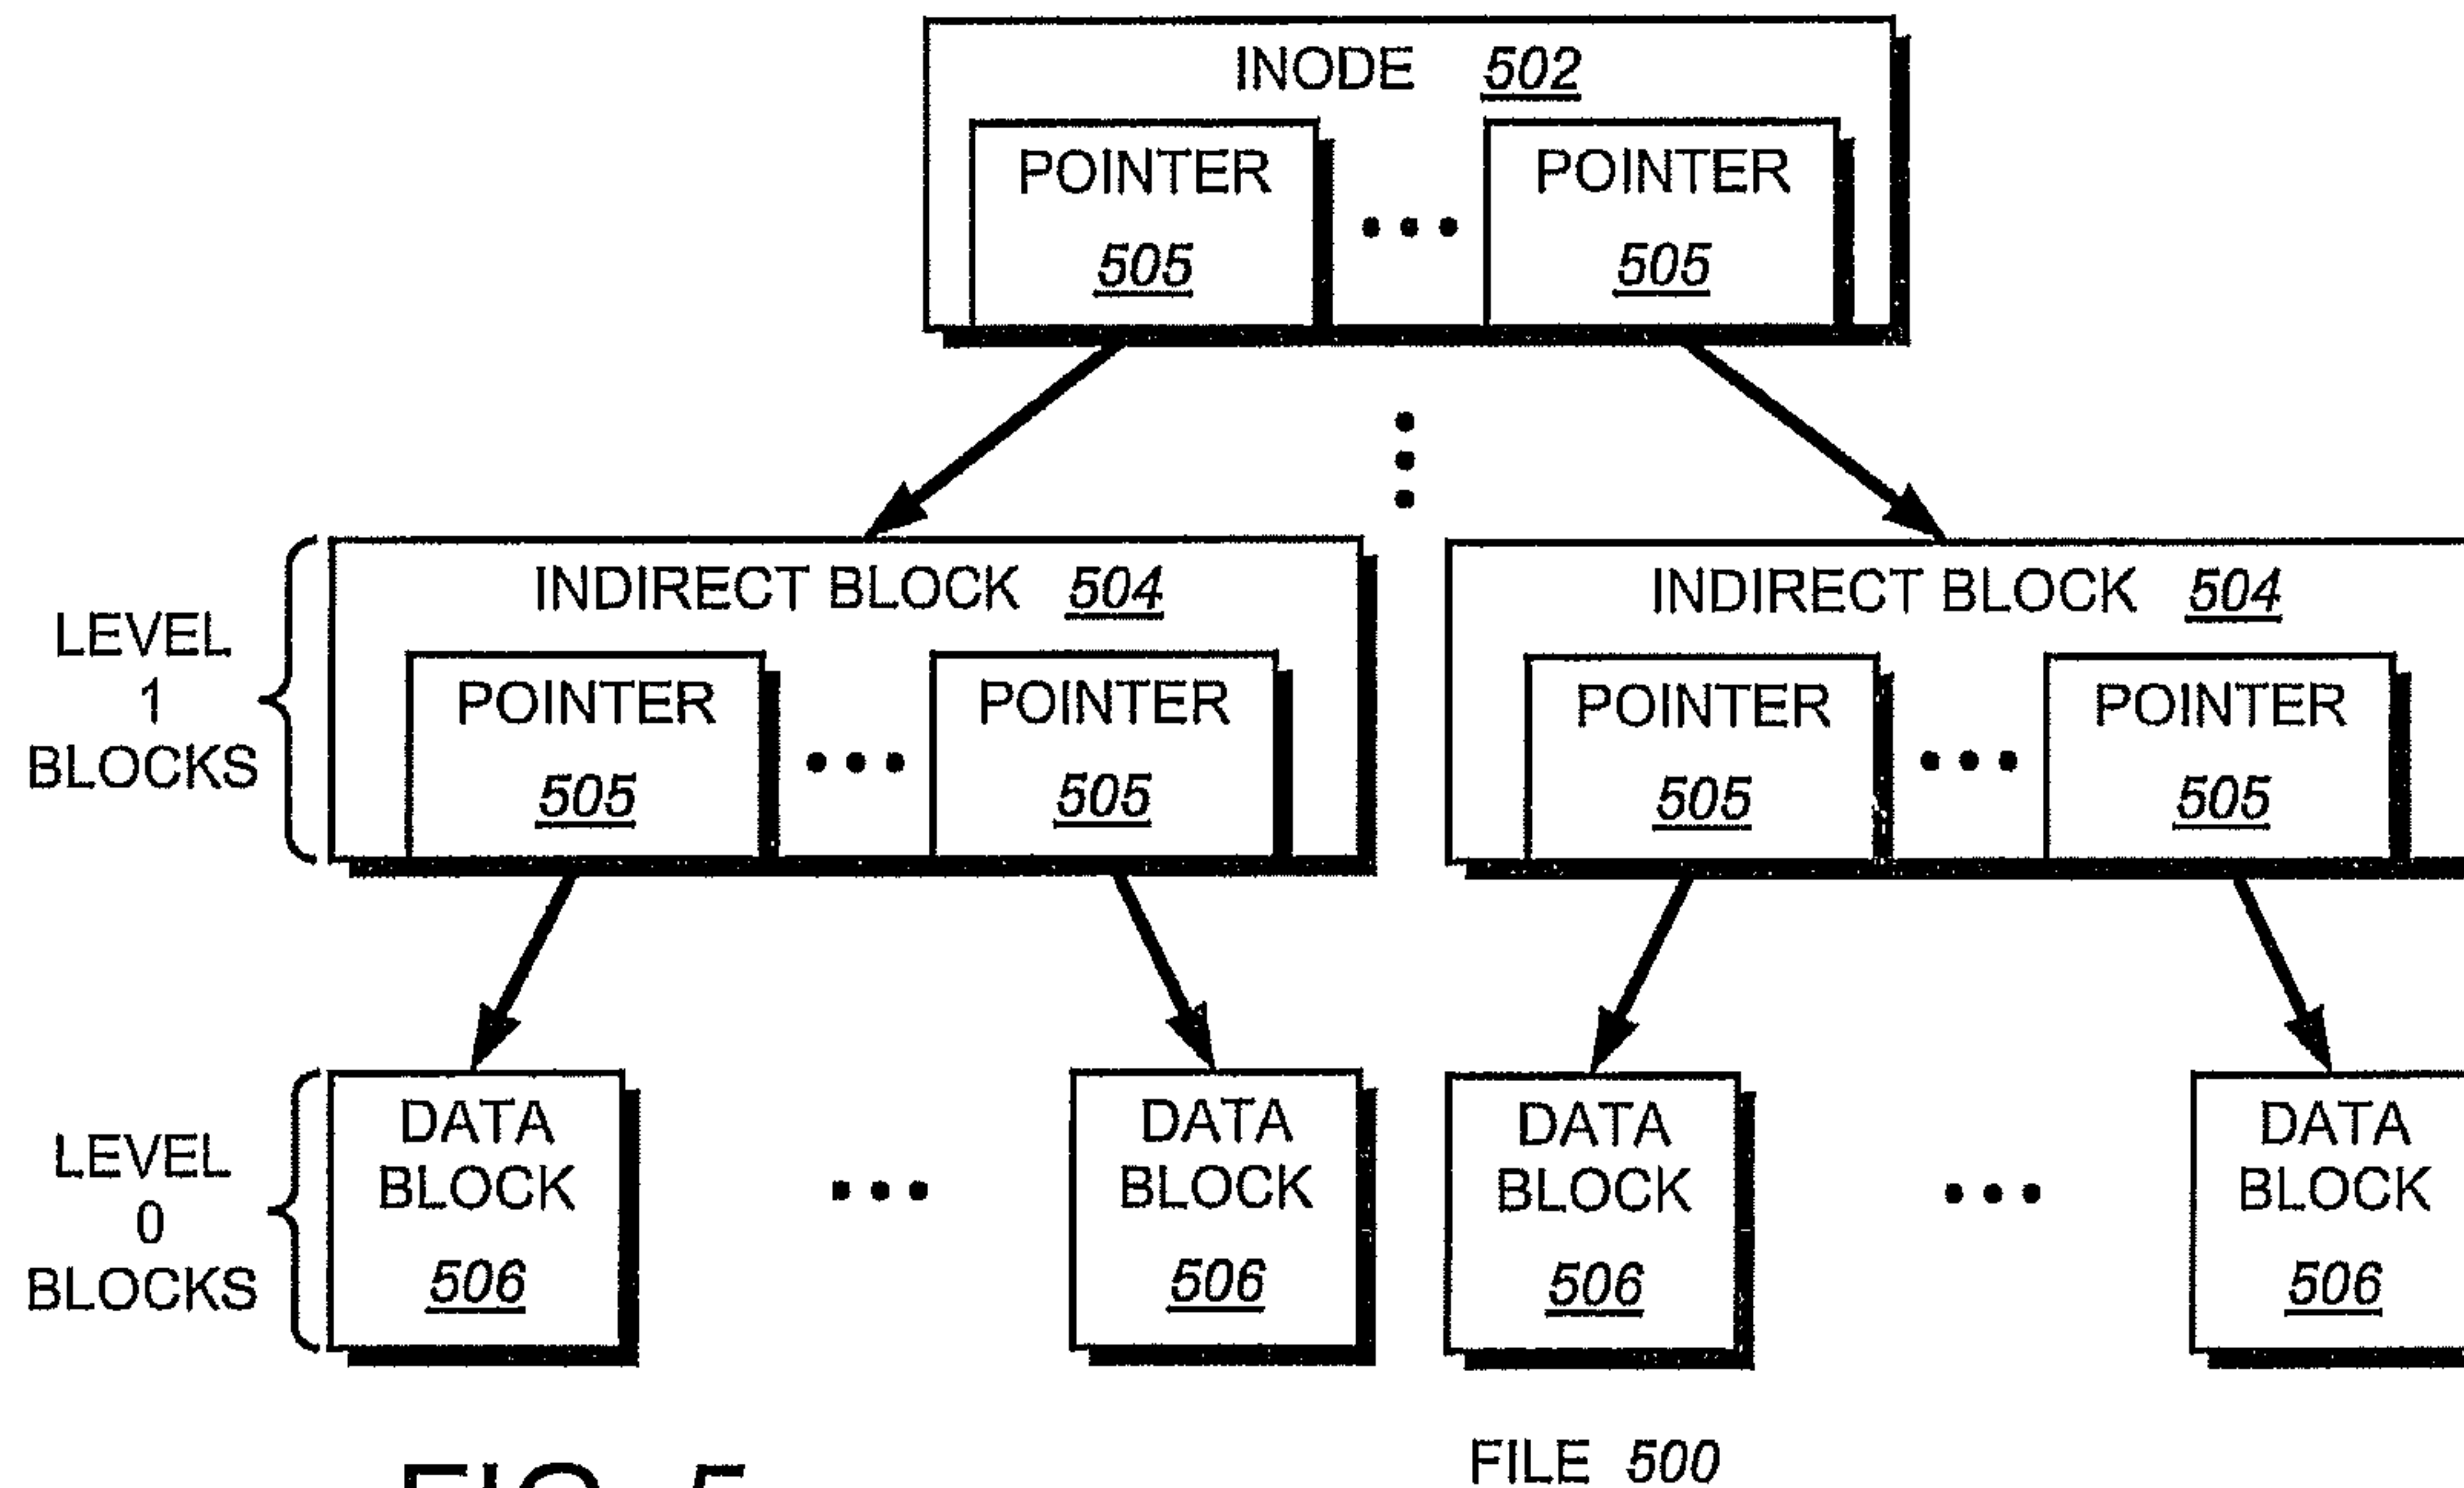 INODE 502
POINTER POINTER
505 ... 505
INDIRECT BLOCK 504 INDIRECT BLOCK 504
LEVEL
1
BLOCKS
POINTER POINTER POINTER POINTER
505 ... 505 505 ... 505
LEVEL
0
BLOCKS
DATA DATA DATA DATA
BLOCK ... BLOCK BLOCK ... BLOCK
506 506 506 506
FILE 500
FIG. 5